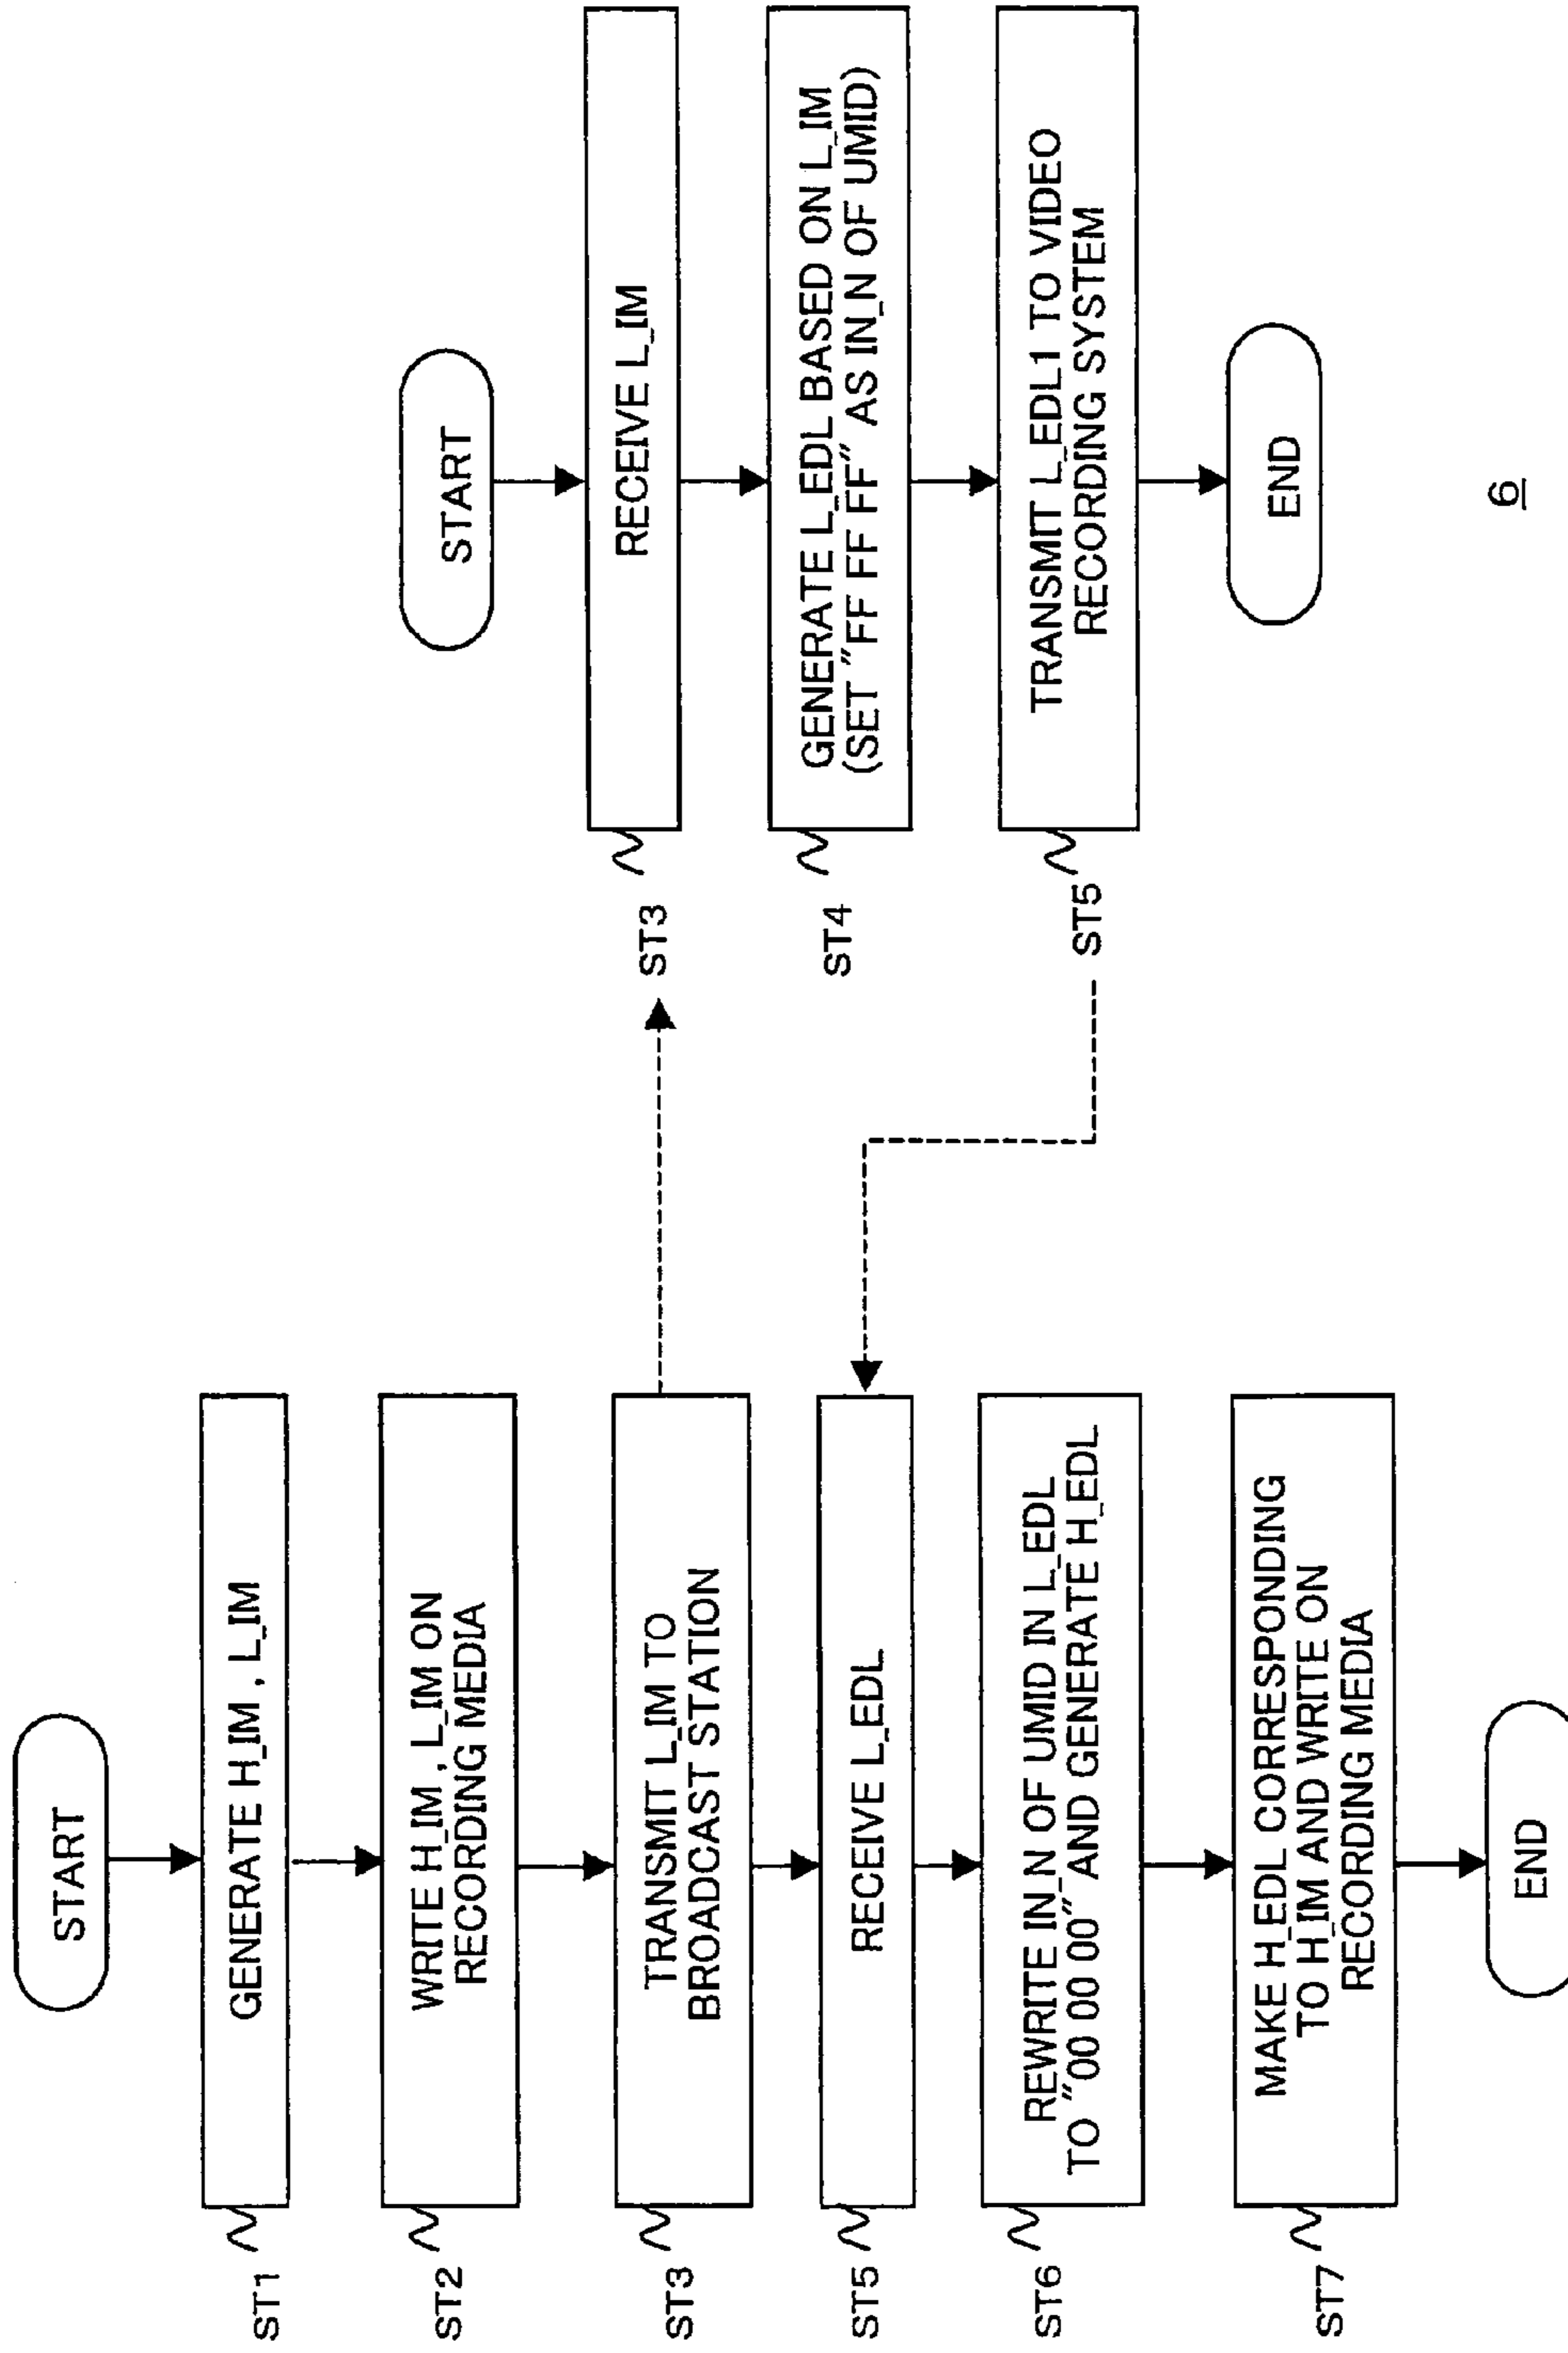 START
ST1
GENERATE H_IM , L_IM
ST2
WRITE H_IM , L_IM ON
RECORDING MEDIA
ST3
TRANSMIT L_IM TO
BROADCAST STATION
ST5
RECEIVE L_EDL
ST6
REWRITE IN_N OF UMID IN L_EDL
TO "00 00 00" AND GENERATE H_EDL
ST7
MAKE H_EDL CORRESPONDING
TO H_IM AND WRITE ON
RECORDING MEDIA
END
START
ST3
RECEIVE L_IM
ST4
GENERATE L_EDL BASED ON L_IM
(SET "FF FF FF" AS IN_N OF UMID)
ST5
TRANSMIT L_EDL1 TO VIDEO
RECORDING SYSTEM
END
6